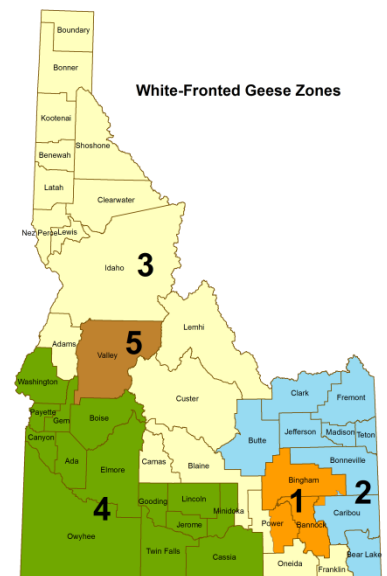 Boundary
Bonner
White-Fronted Geese Zones
Kootenai
Shoshone
Benewah
Latah
Clearwater
Nez Perce Lewis
Idaho
3
Lemhi
Adams
Valley
5
Washington
Custer
Clark
Fremont
Payette
Gem
Boise
Butte
Jefferson
Madison
Teton
Canyon
Ada
Elmore
Camas
Blaine
Bonneville
Bingham
1
2
Gooding
Lincoln
Minidoka
Power
Bannock
Caribou
4
Owyhee
Jerome
Twin Falls
Cassia
Oneida
Franklin
Bear Lake